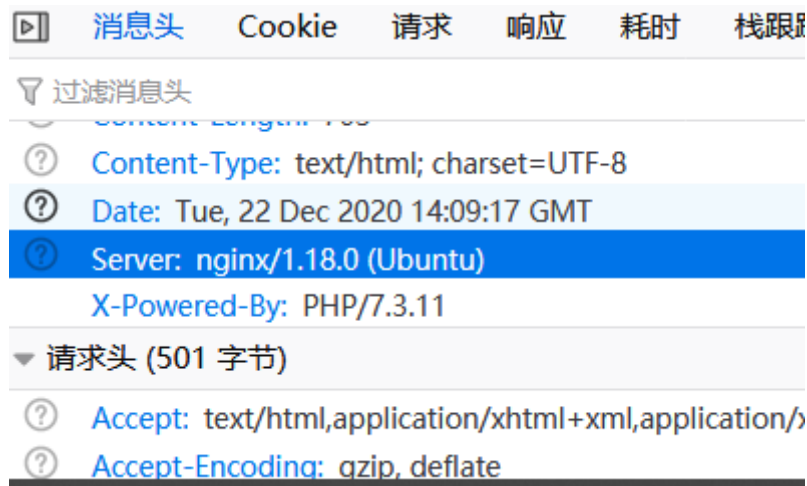 消息头 Cookie 请求 响应 耗时
过滤消息头
Content-Type: text/html; charset=UTF-8
Date: Tue, 22 Dec 2020 14:09:17 GMT
Server: nginx/1.18.0 (Ubuntu)
X-Powered-By: PHP/7.3.11
请求头 (501 字节)
Accept: text/html,application/xhtml+xml,application/x
Accept-Encoding: gzip, deflate